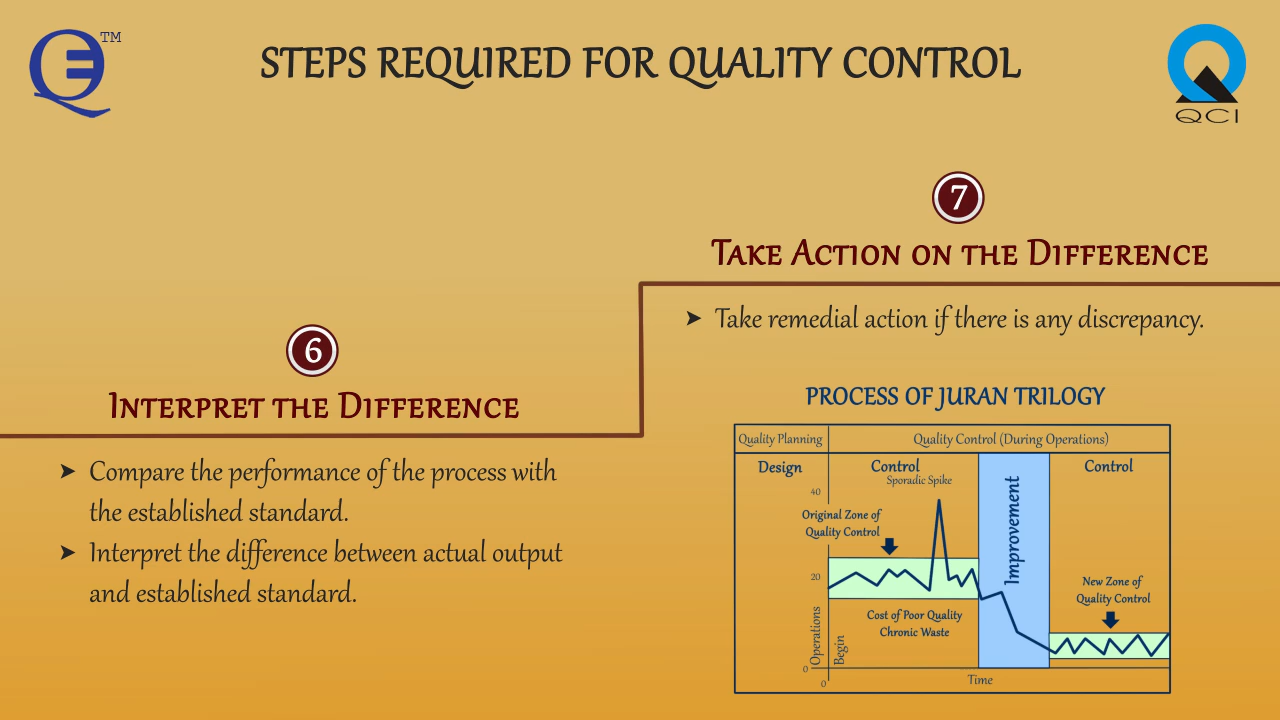 TM
STEPS REQUIRED FOR QUALITY CONTROL
QCI
6
INTERPRET THE DIFFERENCE
➤ Compare the performance of the process with
the established standard.
➤ Interpret the difference between actual output
and established standard.
7
TAKE ACTION ON THE DIFFERENCE
➤ Take remedial action if there is any discrepancy.
PROCESS OF JURAN TRILOGY
Quality Planning
Quality Control (During Operations)
Design
Control
Control
Sporadic Spike
40
Original Zone of
Quality Control
Improvement
20
New Zone of
Quality Control
Cost of Poor Quality
Chronic Waste
Operations
Begin
0
0
Time